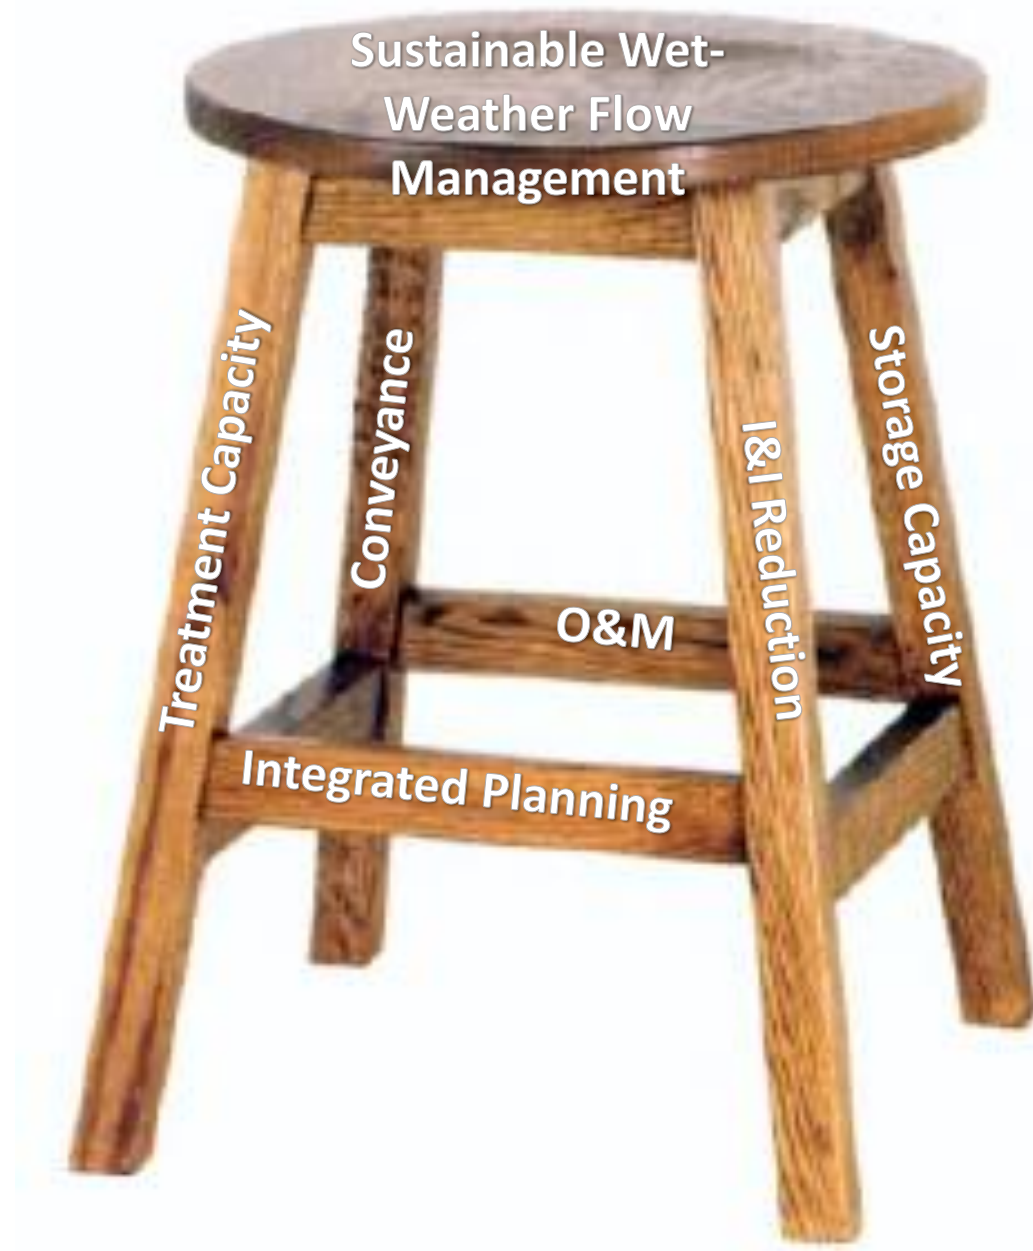 Sustainable Wet-
Weather Flow
Management
Treatment Capacity
Conveyance
I&I Reduction
Storage Capacity
O&M
Integrated Planning